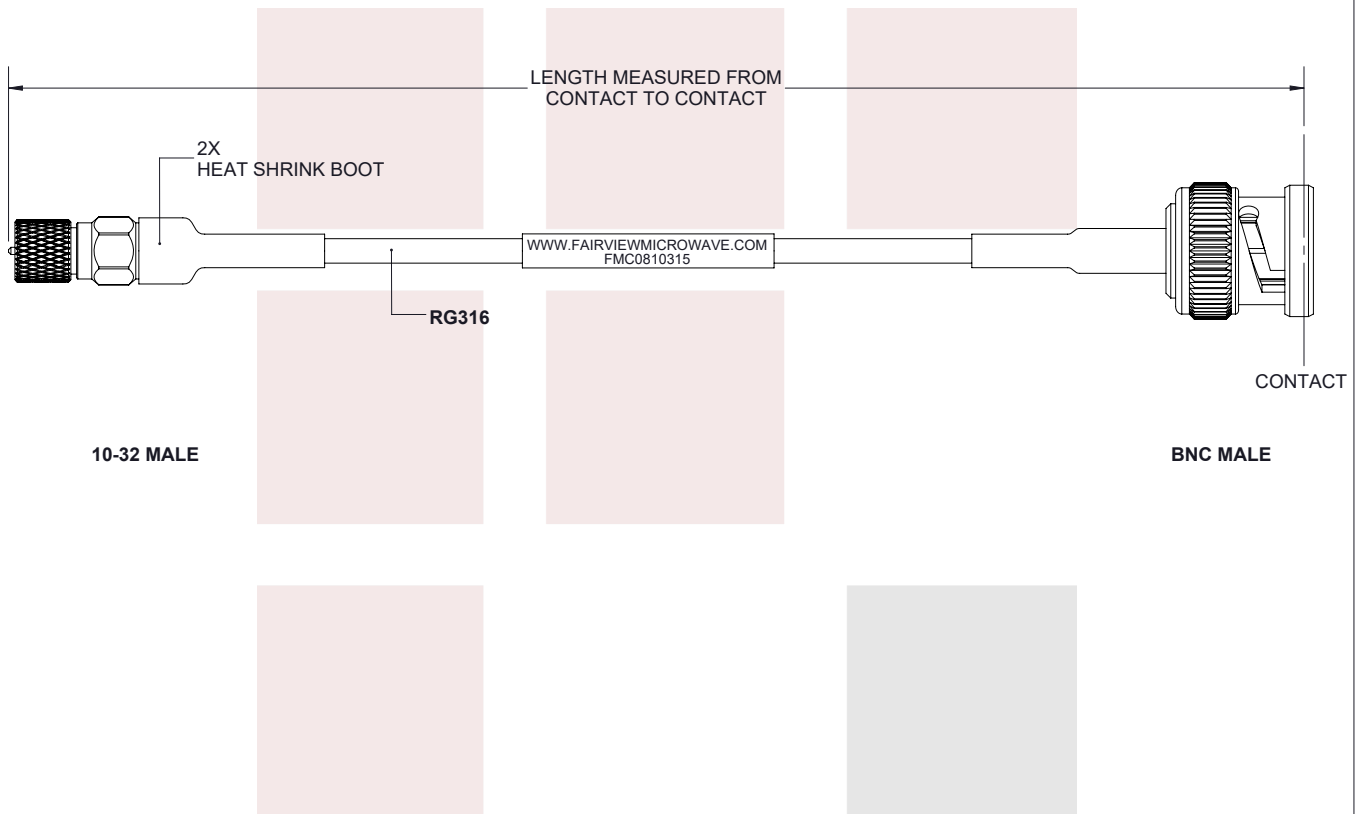 LENGTH MEASURED FROM
CONTACT TO CONTACT
2X
HEAT SHRINK BOOT
WWW.FAIRVIEWMICROWAVE.COM
FMC0810315
RG316
CONTACT
10-32 MALE
BNC MALE